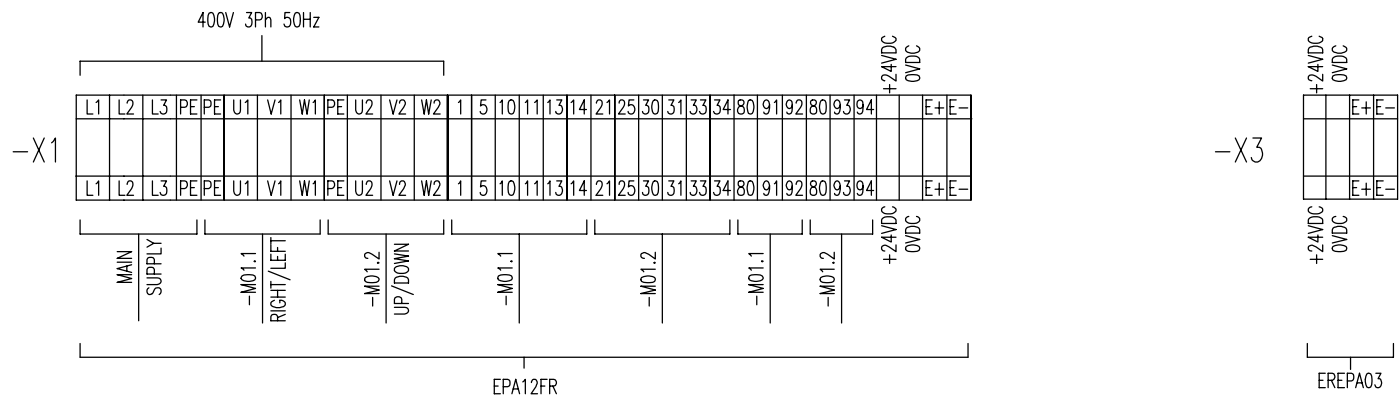 400V 3Ph 50Hz
+24VDC
0VDC
+24VDC
0VDC
L1 L2 L3 PE PE U1 V1 W1 PE U2 V2 W2 1 5 10 11 13 14 21 25 30 31 33 34 80 91 92 80 93 94 E+ E-
E+ E-
-X1
-X3
L1 L2 L3 PE PE U1 V1 W1 PE U2 V2 W2 1 5 10 11 13 14 21 25 30 31 33 34 80 91 92 80 93 94 E+ E-
E+ E-
MAIN
SUPPLY
-M01.1
RIGHT/LEFT
-M01.2
UP/DOWN
-M01.1
-M01.2
-M01.1
-M01.2
+24VDC
0VDC
+24VDC
0VDC
EPA12FR
EREPA03